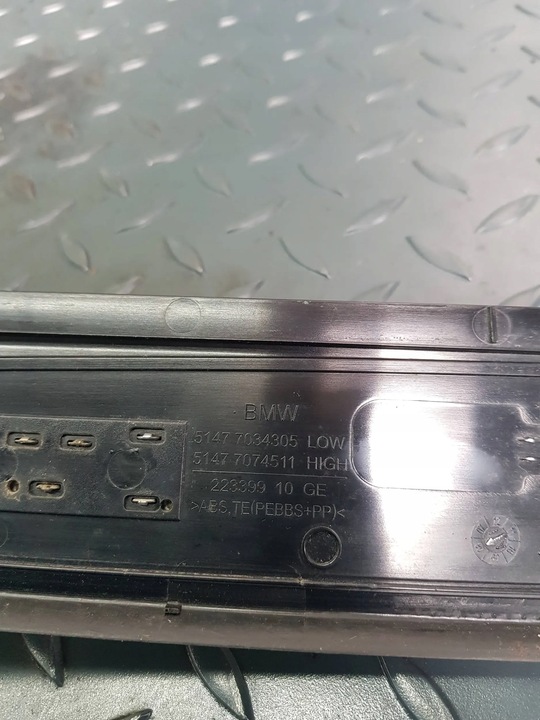 BMW
5147 7034305 LOW
5147 7074511 HIGH
223399 10 GE
>ABS,TE(PEBBS+PP)<